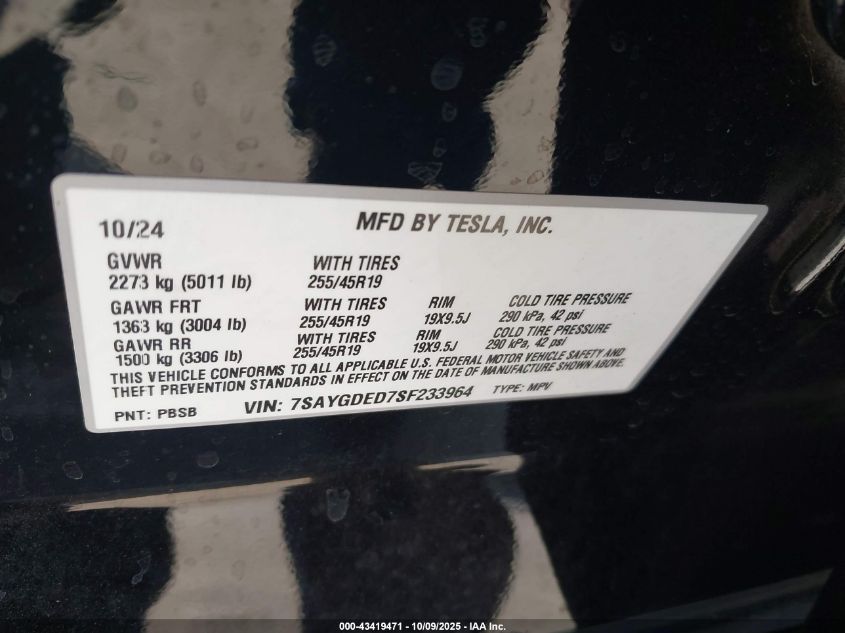 10/24 MFD BY TESLA, INC.
GVWR WITH TIRES
2273 kg (5011 lb) 255/45R19
GAWR FRT WITH TIRES RIM COLD TIRE PRESSURE
1363 kg (3004 lb) 255/45R19 19X9.5J 290 kPa, 42 psi
GAWR RR WITH TIRES RIM COLD TIRE PRESSURE
1500 kg (3306 lb) 255/45R19 19X9.5J 290 kPa, 42 psi
THIS VEHICLE CONFORMS TO ALL APPLICABLE U.S. FEDERAL MOTOR VEHICLE SAFETY AND
THEFT PREVENTION STANDARDS IN EFFECT ON THE DATE OF MANUFACTURE SHOWN ABOVE.
PNT: PBSB VIN: 7SAYGDED7SF233964 TYPE: MPV
000-43419471 | 10/09/2025 - IAA Inc.